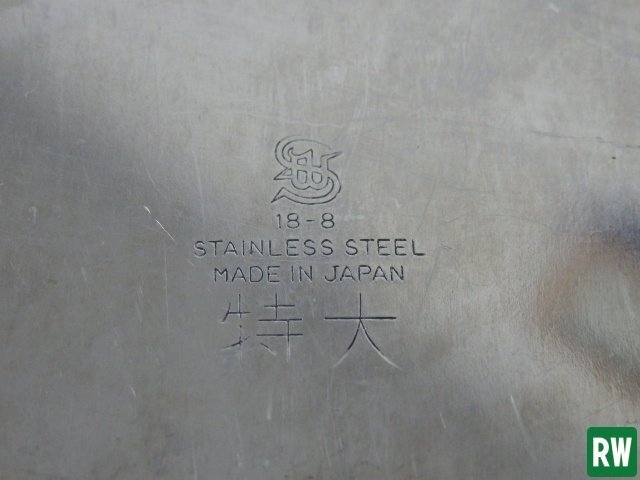 18-8
STAINLESS STEEL
MADE IN JAPAN
特大
RW